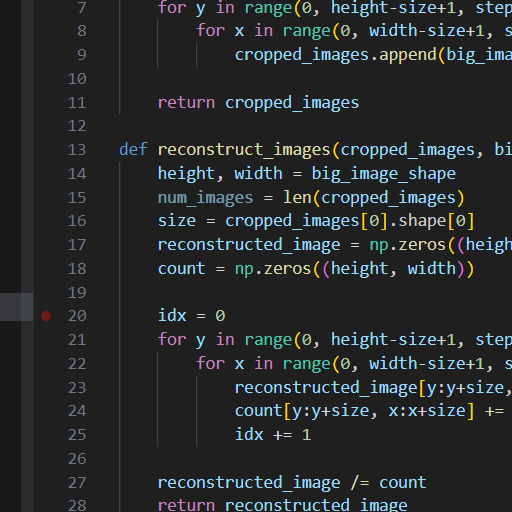 7 for y in range(0, height-size+1, step
8 for x in range(0, width-size+1, s
9 cropped_images.append(big_ima
10
11 return cropped_images
12
13 def reconstruct_images(cropped_images, bi
14 height, width = big_image_shape
15 num_images = len(cropped_images)
16 size = cropped_images[0].shape[0]
17 reconstructed_image = np.zeros((heigh
18 count = np.zeros((height, width))
19
20 idx = 0
21 for y in range(0, height-size+1, step
22 for x in range(0, width-size+1, s
23 reconstructed_image[y:y+size,
24 count[y:y+size, x:x+size] +=
25 idx += 1
26
27 reconstructed_image /= count
28 return reconstructed_image